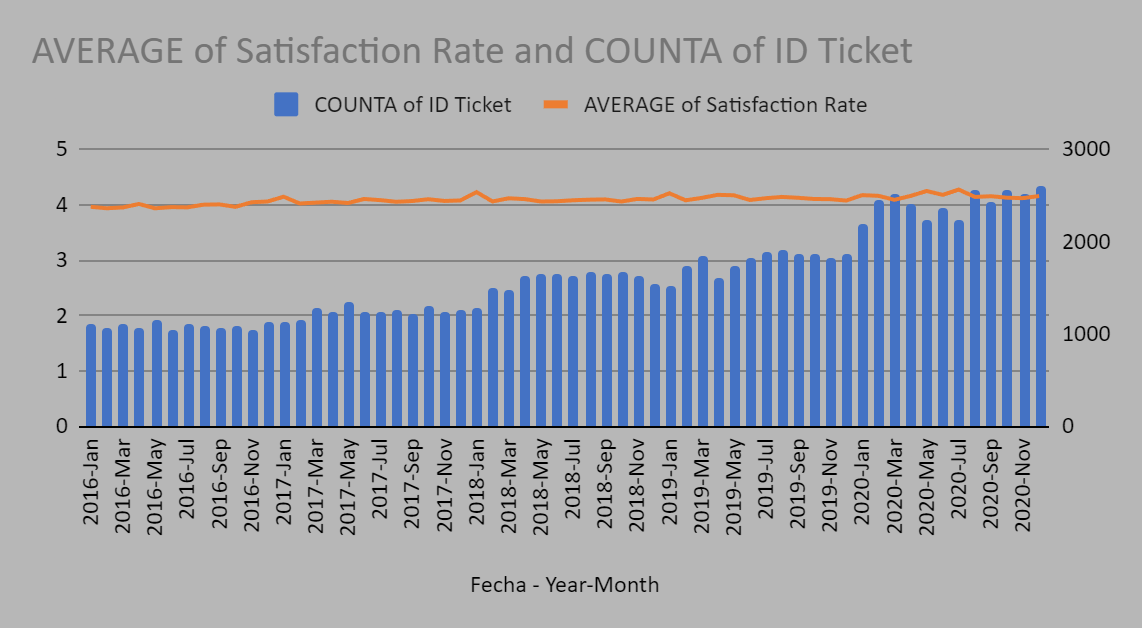 AVERAGE of Satisfaction Rate and COUNTA of ID Ticket
COUNTA of ID Ticket
AVERAGE of Satisfaction Rate
5
4
3
2
1
0
3000
2000
1000
0
2016-Jan
2016-Mar
2016-May
2016-Jul
2016-Sep
2016-Nov
2017-Jan
2017-Mar
2017-May
2017-Jul
2017-Sep
2017-Nov
2018-Jan
2018-Mar
2018-May
2018-Jul
2018-Sep
2018-Nov
2019-Jan
2019-Mar
2019-May
2019-Jul
2019-Sep
2019-Nov
2020-Jan
2020-Mar
2020-May
2020-Jul
2020-Sep
2020-Nov
Fecha - Year-Month